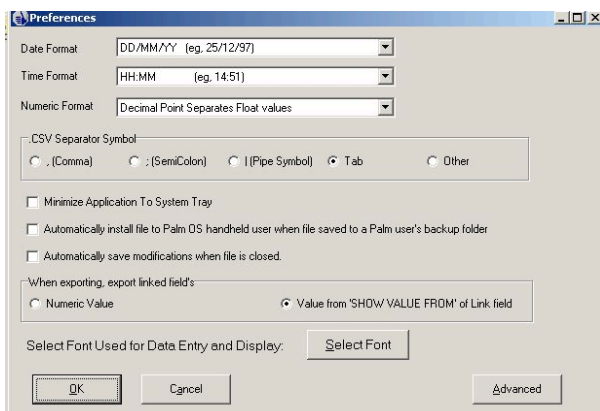 Preferences
Date Format DD/MM/YY (eg, 25/12/97)
Time Format HH:MM (eg, 14:51)
Numeric Format Decimal Point Separates Float values
.CSV Separator Symbol
, (Comma) ; (SemiColon) | (Pipe Symbol) Tab Other
Minimize Application To System Tray
Automatically install file to Palm OS handheld user when file saved to a Palm user's backup folder
Automatically save modifications when file is closed.
When exporting, export linked field's
Numeric Value Value from 'SHOW VALUE FROM' of Link field
Select Font Used for Data Entry and Display: Select Font
OK Cancel Advanced